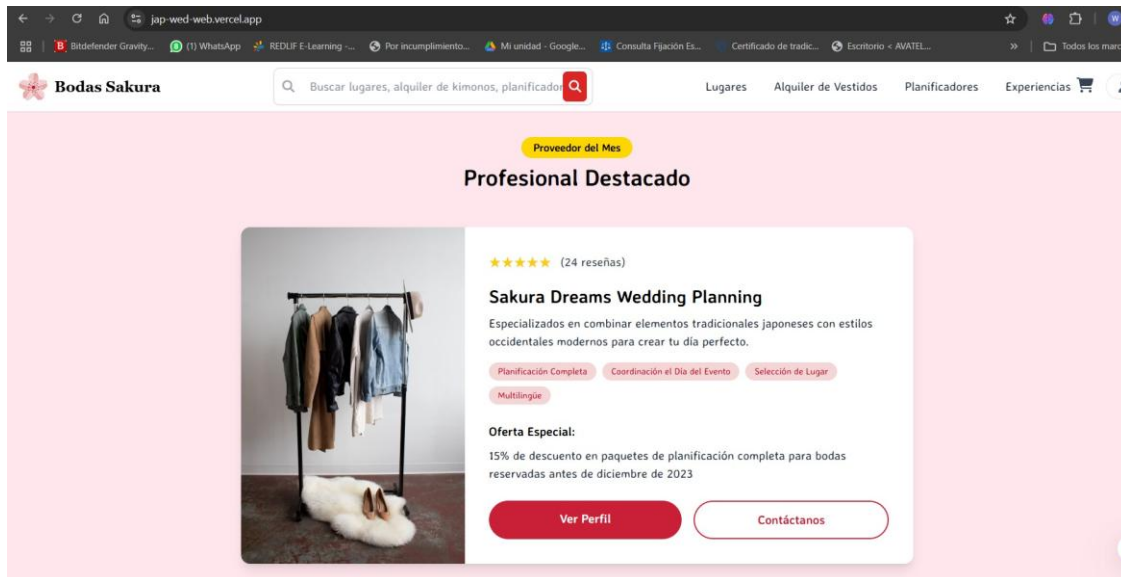 jap-wed-web.vercel.app
Bitdefender Gravity... (1) WhatsApp REDLIF E-Learning -... Por incumplimiento... Mi unidad - Google... Consulta Fijación Es... Certificado de tradic... Escritorio < AVATEL... » Todos los marc
Bodas Sakura Buscar lugares, alquiler de kimonos, planificador Lugares Alquiler de Vestidos Planificadores Experiencias
Proveedor del Mes
Profesional Destacado
★★★★★ (24 reseñas)
Sakura Dreams Wedding Planning
Especializados en combinar elementos tradicionales japoneses con estilos
occidentales modernos para crear tu día perfecto.
Planificación Completa Coordinación el Día del Evento Selección de Lugar
Multilingüe
Oferta Especial:
15% de descuento en paquetes de planificación completa para bodas
reservadas antes de diciembre de 2023
Ver Perfil Contáctanos